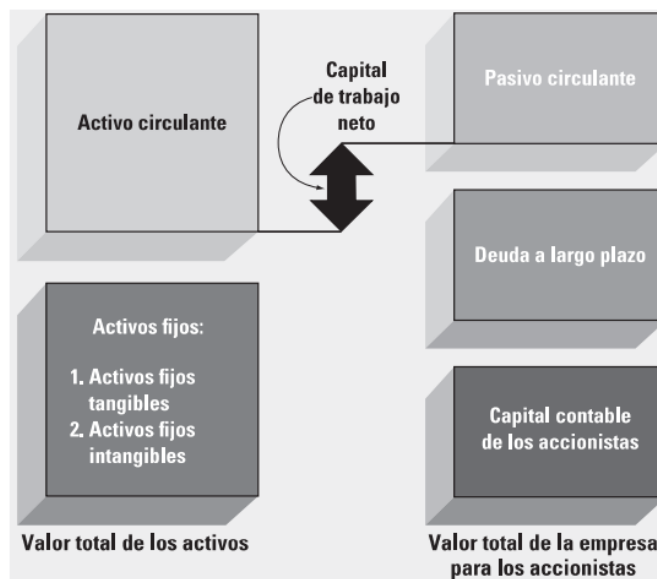 Activo circulante
Capital
de trabajo
neto
Pasivo circulante
Deuda a largo plazo
Activos fijos:
1. Activos fijos
tangibles
2. Activos fijos
intangibles
Capital contable
de los accionistas
Valor total de los activos
Valor total de la empresa
para los accionistas